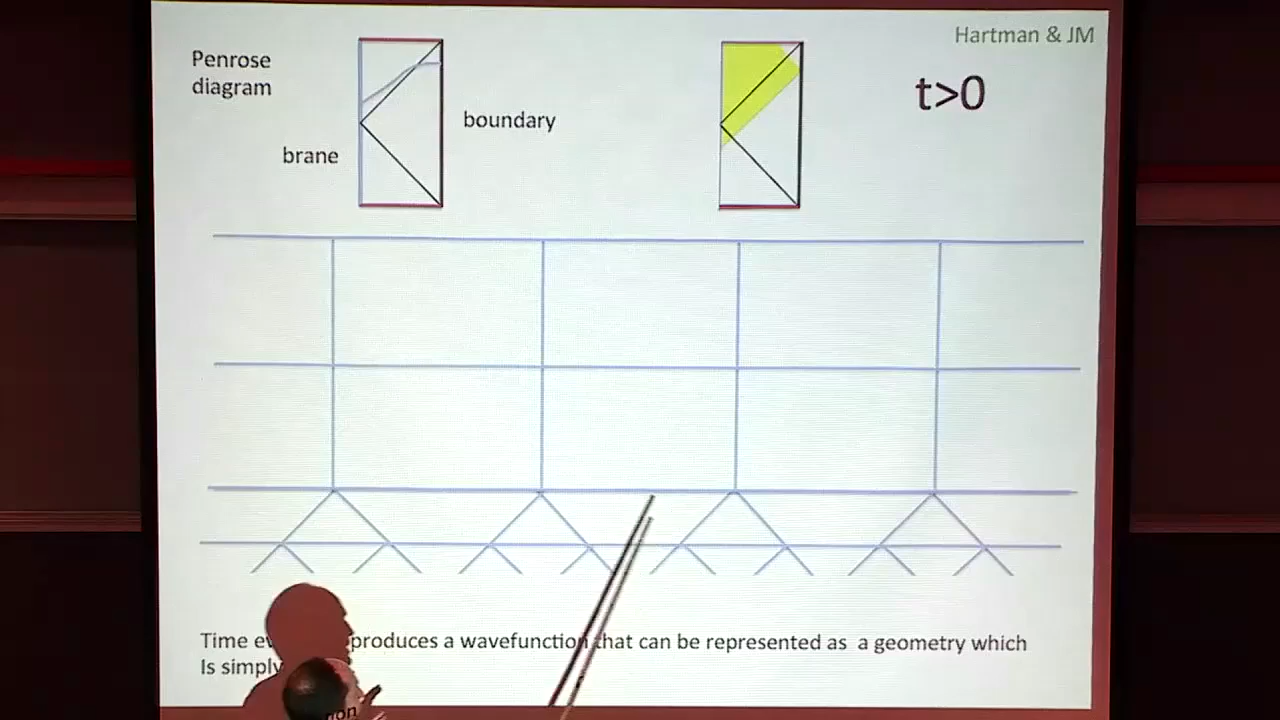 Penrose
diagram
boundary
brane
Hartman & JM
t>0
Time produces a wavefunction that can be represented as a geometry which
Is simply